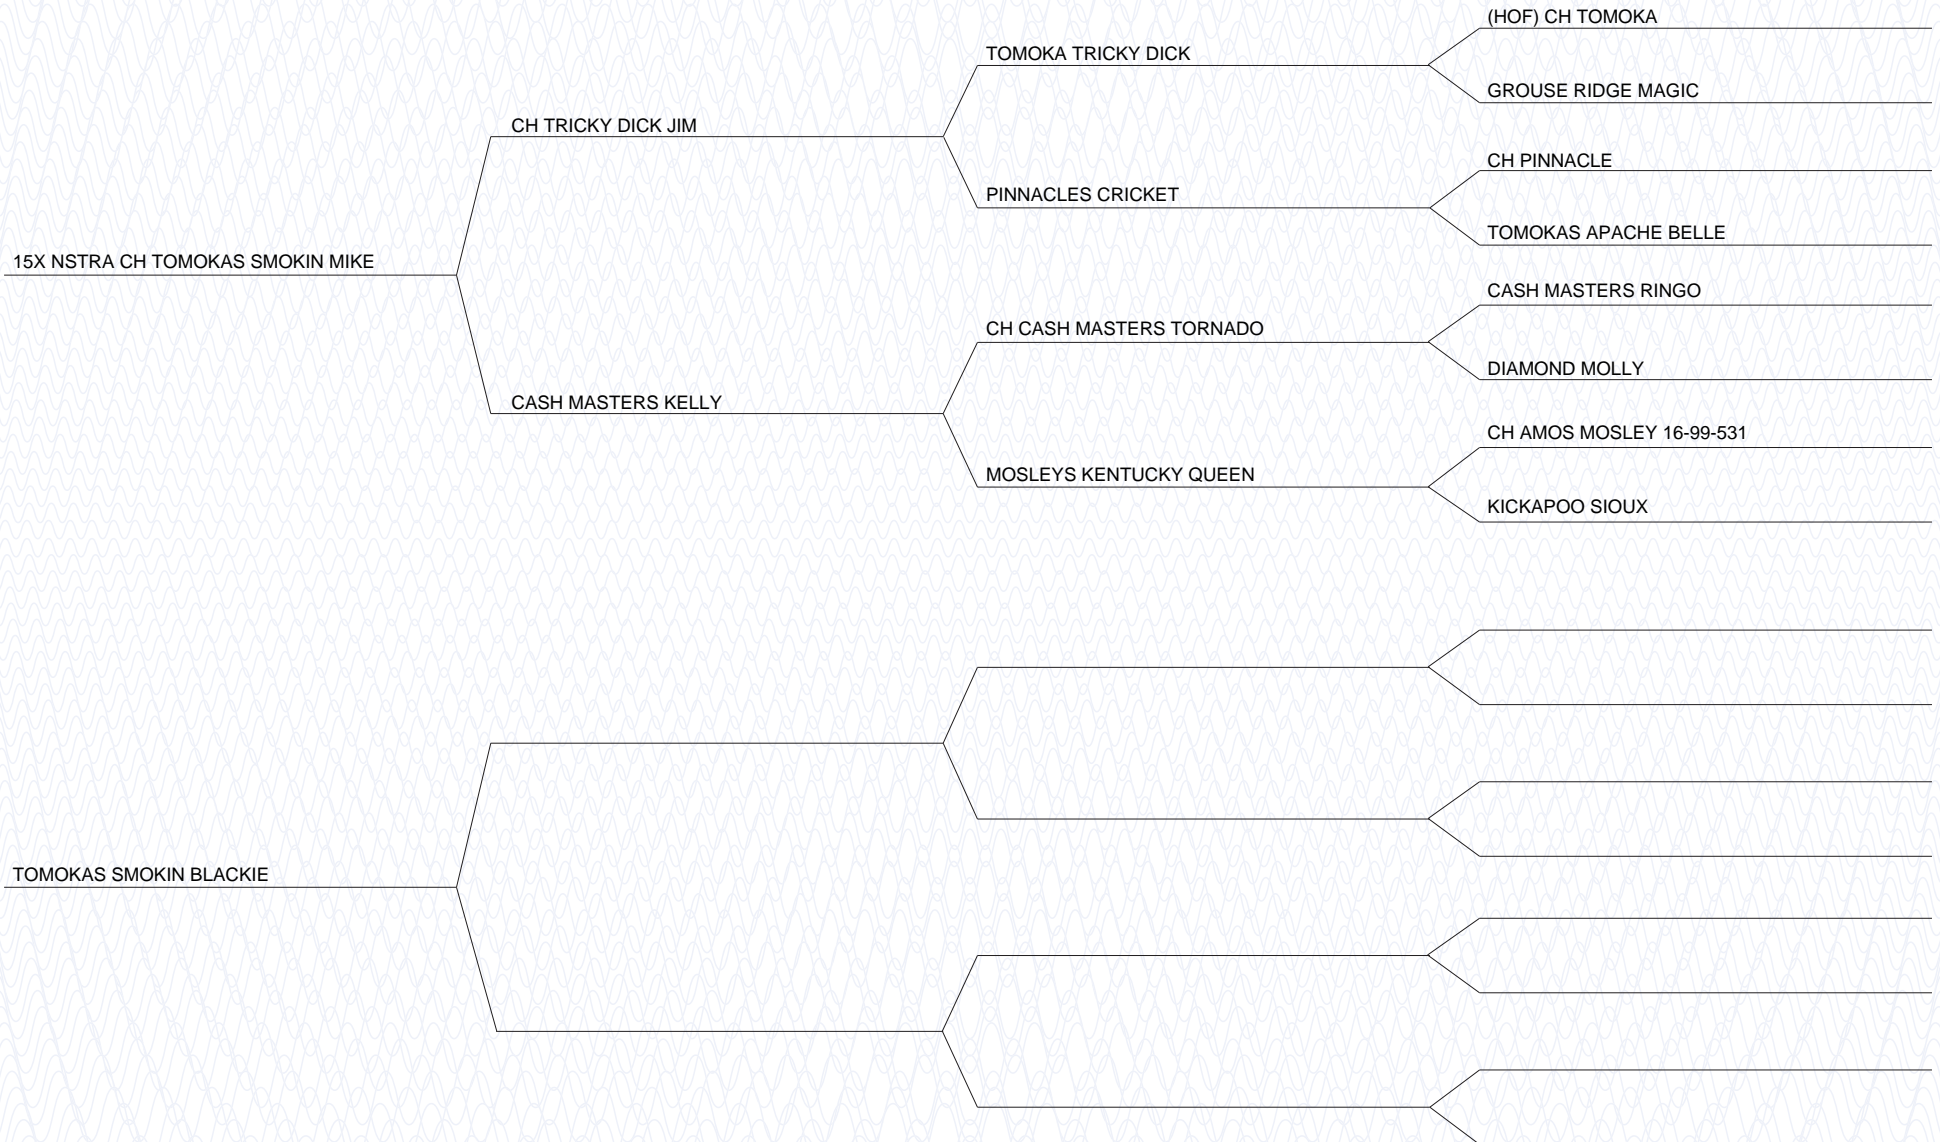 (HOF) CH TOMOKA
TOMOKA TRICKY DICK
GROUSE RIDGE MAGIC
CH TRICKY DICK JIM
CH PINNACLE
PINNACLES CRICKET
TOMOKAS APACHE BELLE
15X NSTRA CH TOMOKAS SMOKIN MIKE
CASH MASTERS RINGO
CH CASH MASTERS TORNADO
DIAMOND MOLLY
CASH MASTERS KELLY
CH AMOS MOSLEY 16-99-531
MOSLEYS KENTUCKY QUEEN
KICKAPOO SIOUX
TOMOKAS SMOKIN BLACKIE